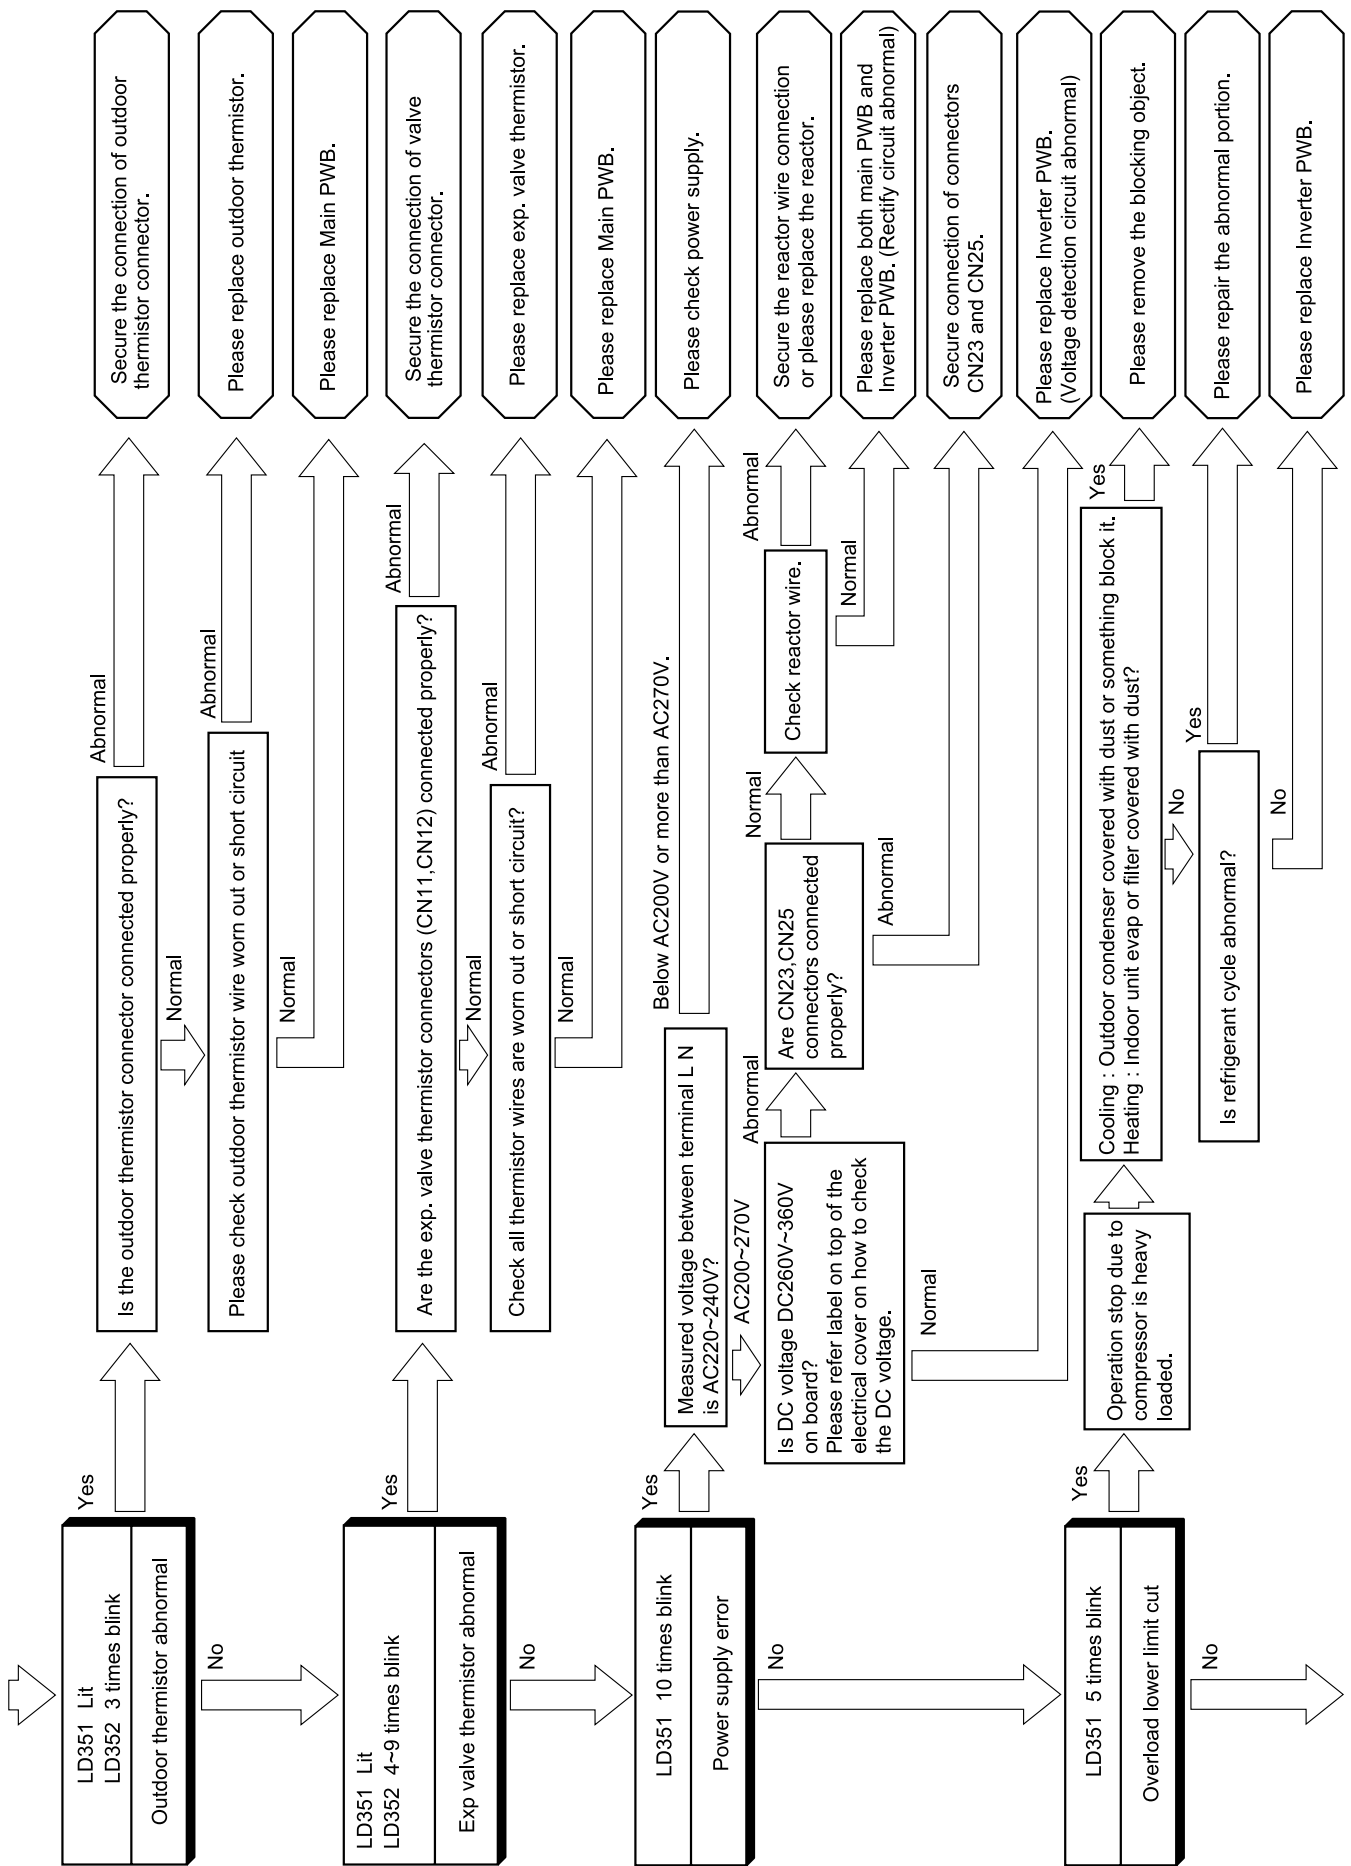 LD351 Lit
LD352 3 times blink
Outdoor thermistor abnormal
Yes
Is the outdoor thermistor connector connected properly?
Abnormal
Secure the connection of outdoor
thermistor connector.
Normal
Please check outdoor thermistor wire worn out or short circuit
Abnormal
Please replace outdoor thermistor.
Normal
Please replace Main PWB.
No
LD351 Lit
LD352 4~9 times blink
Exp valve thermistor abnormal
Yes
Are the exp. valve thermistor connectors (CN11,CN12) connected properly?
Abnormal
Secure the connection of valve
thermistor connector.
Normal
Check all thermistor wires are worn out or short circuit?
Abnormal
Please replace exp. valve thermistor.
Normal
Please replace Main PWB.
No
LD351 10 times blink
Power supply error
Yes
Measured voltage between terminal L N
is AC220~240V?
Below AC200V or more than AC270V.
Please check power supply.
AC200~270V
Is DC voltage DC260V~360V
on board?
Please refer label on top of the
electrical cover on how to check
the DC voltage.
Abnormal
Are CN23,CN25
connectors connected
properly?
Normal
Check reactor wire.
Abnormal
Secure the reactor wire connection
or please replace the reactor.
Normal
Please replace both main PWB and
Inverter PWB. (Rectify circuit abnormal)
Abnormal
Secure connection of connectors
CN23 and CN25.
Normal
Please replace Inverter PWB.
(Voltage detection circuit abnormal)
No
LD351 5 times blink
Overload lower limit cut
Yes
Operation stop due to
compressor is heavy
loaded.
Cooling : Outdoor condenser covered with dust or something block it.
Heating : Indoor unit evap or filter covered with dust?
Yes
Please remove the blocking object.
No
Is refrigerant cycle abnormal?
Yes
Please repair the abnormal portion.
No
Please replace Inverter PWB.
No